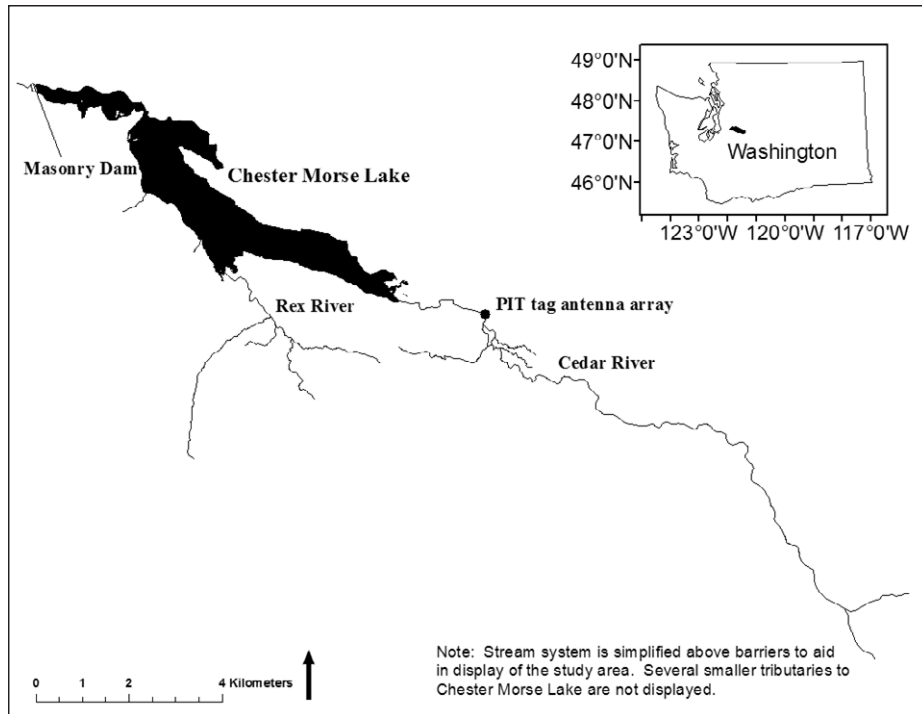 49°0'N
48°0'N
47°0'N
46°0'N
Washington
123°0'W 120°0'W 117°0'W
Masonry Dam
Chester Morse Lake
Rex River
PIT tag antenna array
Cedar River
0 1 2 4 Kilometers
Note: Stream system is simplified above barriers to aid
in display of the study area. Several smaller tributaries to
Chester Morse Lake are not displayed.